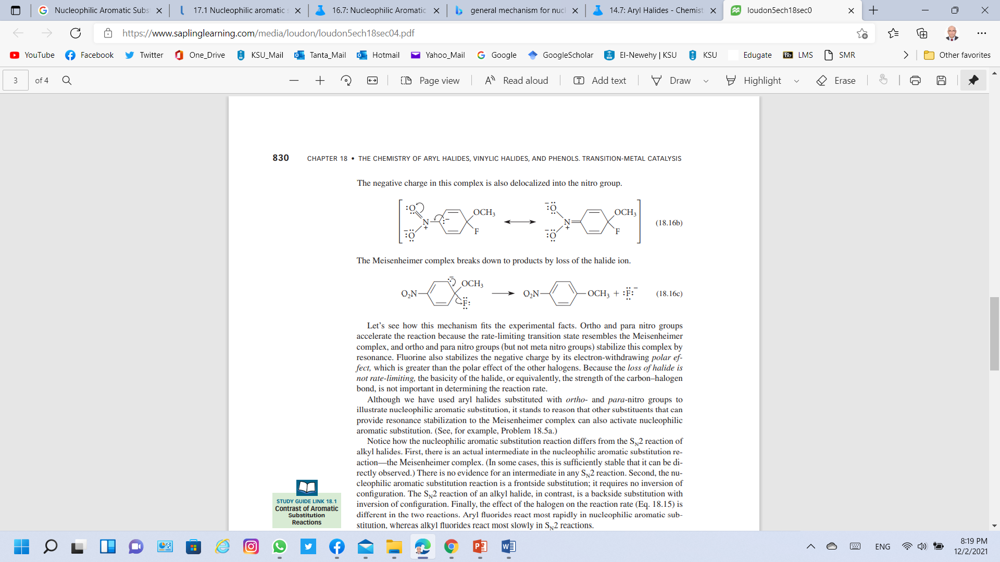 Nucleophilic Aromatic Subs
17.1 Nucleophilic aromatic s
16.7: Nucleophilic Aromatic
general mechanism for nucl
14.7: Aryl Halides - Chemist
loudon5ech18sec0
https://www.saplinglearning.com/media/loudon/loudon5ech18sec04.pdf
YouTube Facebook Twitter One_Drive KSU_Mail Tanta_Mail Hotmail Yahoo_Mail Google GoogleScholar El-Newehy | KSU KSU Edugate LMS SMR Other favorites
3 of 4 Page view Read aloud Add text Draw Highlight Erase
830 CHAPTER 18 • THE CHEMISTRY OF ARYL HALIDES, VINYLIC HALIDES, AND PHENOLS. TRANSITION-METAL CATALYSIS
The negative charge in this complex is also delocalized into the nitro group.
:O N + – :O OCH3 F – :O N + – :O OCH3 F (18.16b)
The Meisenheimer complex breaks down to products by loss of the halide ion.
O2N – OCH3 F: O2N OCH3 + :F: – (18.16c)
Let's see how this mechanism fits the experimental facts. Ortho and para nitro groups
accelerate the reaction because the rate-limiting transition state resembles the Meisenheimer
complex, and ortho and para nitro groups (but not meta nitro groups) stabilize this complex by
resonance. Fluorine also stabilizes the negative charge by its electron-withdrawing polar ef-
fect, which is greater than the polar effect of the other halogens. Because the loss of halide is
not rate-limiting, the basicity of the halide, or equivalently, the strength of the carbon–halogen
bond, is not important in determining the reaction rate.
Although we have used aryl halides substituted with ortho- and para-nitro groups to
illustrate nucleophilic aromatic substitution, it stands to reason that other substituents that can
provide resonance stabilization to the Meisenheimer complex can also activate nucleophilic
aromatic substitution. (See, for example, Problem 18.5a.)
Notice how the nucleophilic aromatic substitution reaction differs from the SN2 reaction of
alkyl halides. First, there is an actual intermediate in the nucleophilic aromatic substitution re-
action—the Meisenheimer complex. (In some cases, this is sufficiently stable that it can be di-
rectly observed.) There is no evidence for an intermediate in any SN2 reaction. Second, the nu-
cleophilic aromatic substitution reaction is a frontside substitution; it requires no inversion of
configuration. The SN2 reaction of an alkyl halide, in contrast, is a backside substitution with
inversion of configuration. Finally, the effect of the halogen on the reaction rate (Eq. 18.15) is
different in the two reactions. Aryl fluorides react most rapidly in nucleophilic aromatic sub-
stitution, whereas alkyl fluorides react most slowly in SN2 reactions.
STUDY GUIDE LINK 18.1
Contrast of Aromatic
Substitution
Reactions
ENG
8:19 PM
12/2/2021